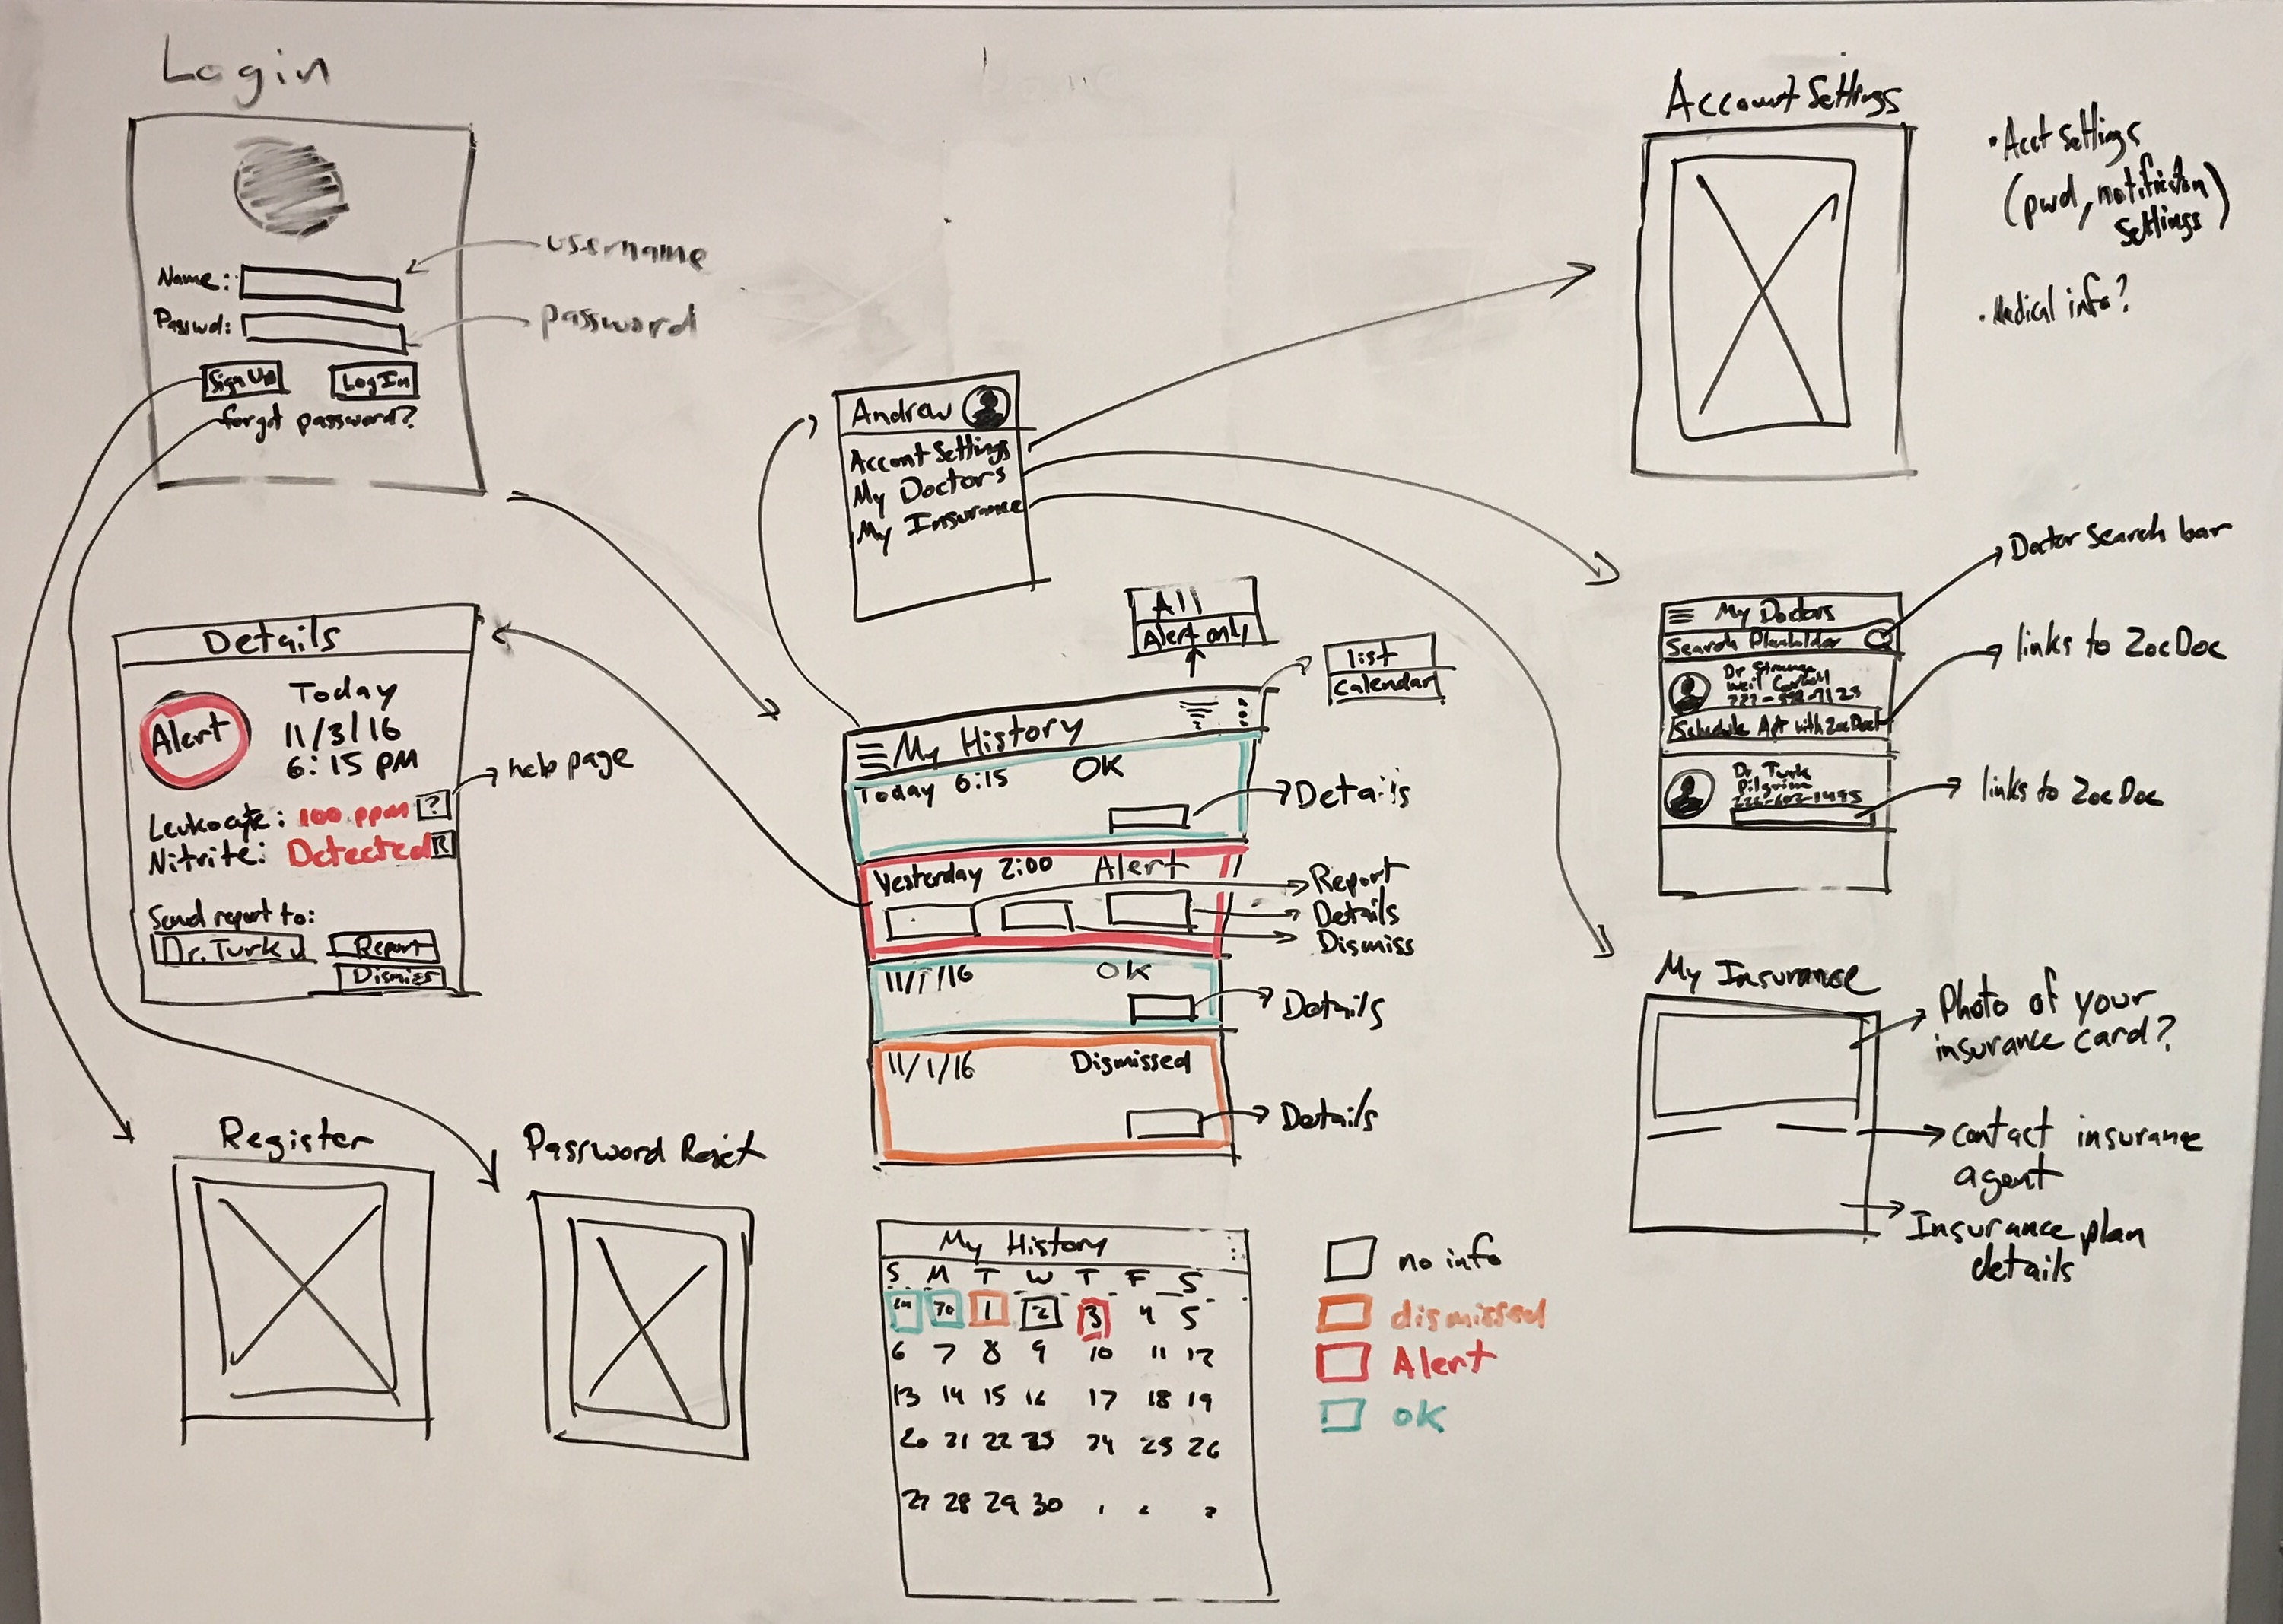 Login
Name:
Passwd:
Sign Up
Log In
forgot password?
username
password
Details
Alert
Today
11/3/16
6:15 PM
Leukocyte: 100 ppm ?
Nitrite: Detected
Send report to:
Dr. Turk
Report
Dismiss
help page
Register
Password Reset
Andrew
Account Settings
My Doctors
My Insurance
All
Alert only
list
Calendar
My History
Today 6:15 OK
Details
Yesterday 2:00 Alert
Report
Details
Dismiss
11/1/16 OK
Details
11/1/16 Dismissed
Details
My History
S M T W T F S
30 1 2 3 4 5
6 7 8 9 10 11 12
13 14 15 16 17 18 19
20 21 22 23 24 25 26
27 28 29 30
no info
dismissed
Alert
OK
Account Settings
• Acct Settings
(pwd, notification
settings)
• Medical info?
My Doctors
Search Placeholder
Dr Strange
Schedule Apt with ZocDoc
Dr. Turk
Pilgrim
Doctor Search bar
links to ZocDoc
links to ZocDoc
My Insurance
Photo of your
insurance card?
contact insurance
agent
Insurance plan
details